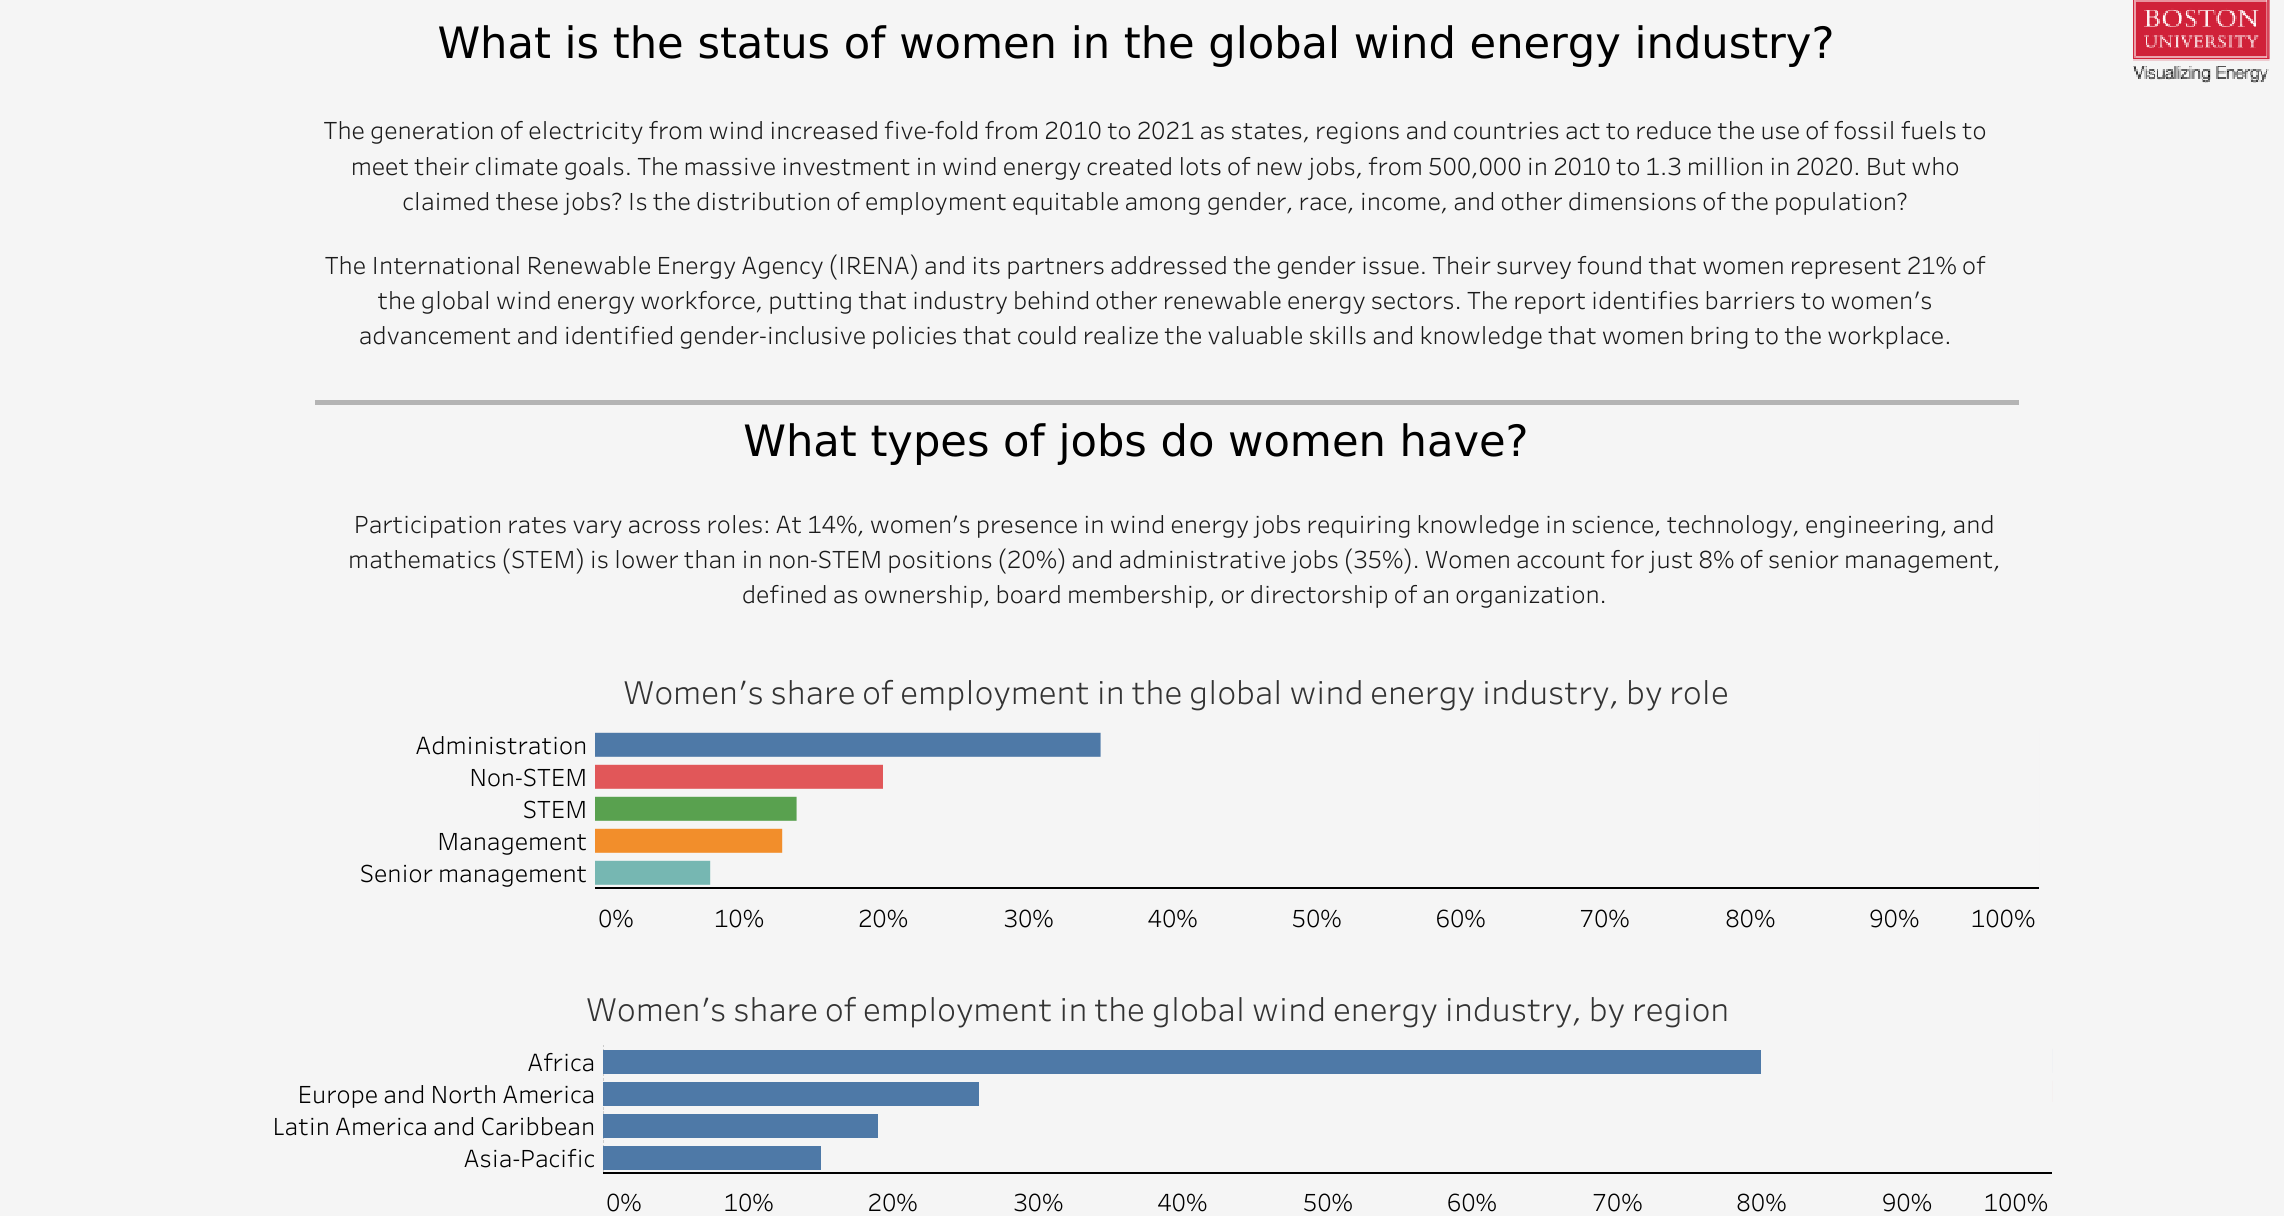 What is the status of women in the global wind energy industry?
BOSTON
UNIVERSITY
Visualizing Energy
The generation of electricity from wind increased five-fold from 2010 to 2021 as states, regions and countries act to reduce the use of fossil fuels to
meet their climate goals. The massive investment in wind energy created lots of new jobs, from 500,000 in 2010 to 1.3 million in 2020. But who
claimed these jobs? Is the distribution of employment equitable among gender, race, income, and other dimensions of the population?
The International Renewable Energy Agency (IRENA) and its partners addressed the gender issue. Their survey found that women represent 21% of
the global wind energy workforce, putting that industry behind other renewable energy sectors. The report identifies barriers to women’s
advancement and identified gender-inclusive policies that could realize the valuable skills and knowledge that women bring to the workplace.
What types of jobs do women have?
Participation rates vary across roles: At 14%, women’s presence in wind energy jobs requiring knowledge in science, technology, engineering, and
mathematics (STEM) is lower than in non-STEM positions (20%) and administrative jobs (35%). Women account for just 8% of senior management,
defined as ownership, board membership, or directorship of an organization.
Women’s share of employment in the global wind energy industry, by role
Administration
Non-STEM
STEM
Management
Senior management
0% 10% 20% 30% 40% 50% 60% 70% 80% 90% 100%
Women’s share of employment in the global wind energy industry, by region
Africa
Europe and North America
Latin America and Caribbean
Asia-Pacific
0% 10% 20% 30% 40% 50% 60% 70% 80% 90% 100%